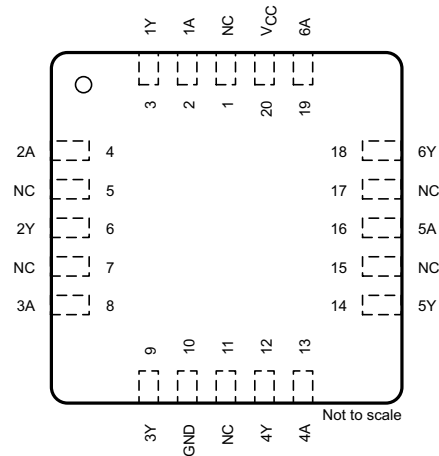 1Y 1A NC VCC 6A
3 2 1 20 19
2A 4 18 6Y
NC 5 17 NC
2Y 6 16 5A
NC 7 15 NC
3A 8 14 5Y
9 10 11 12 13
Not to scale
3Y GND NC 4Y 4A